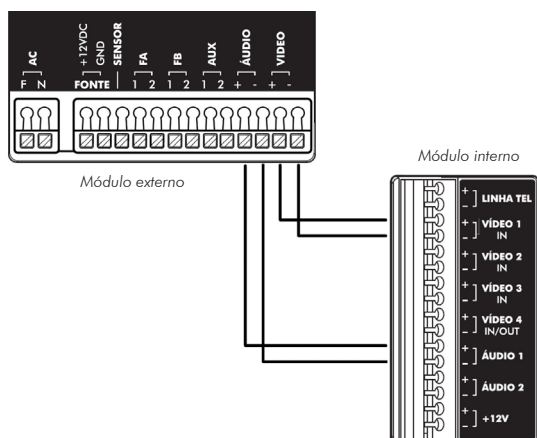 AC
+12VDC
GND
SENSOR
FA
FB
AUX
ÁUDIO
VIDEO
F N FONTE 1 2 1 2 1 2 + - + -
Módulo externo
Módulo interno
+
- LINHA TEL
+ VÍDEO 1
- IN
+ VÍDEO 2
- IN
+ VÍDEO 3
- IN
+ VÍDEO 4
- IN/OUT
+
- ÁUDIO 1
+
- ÁUDIO 2
+
- +12V